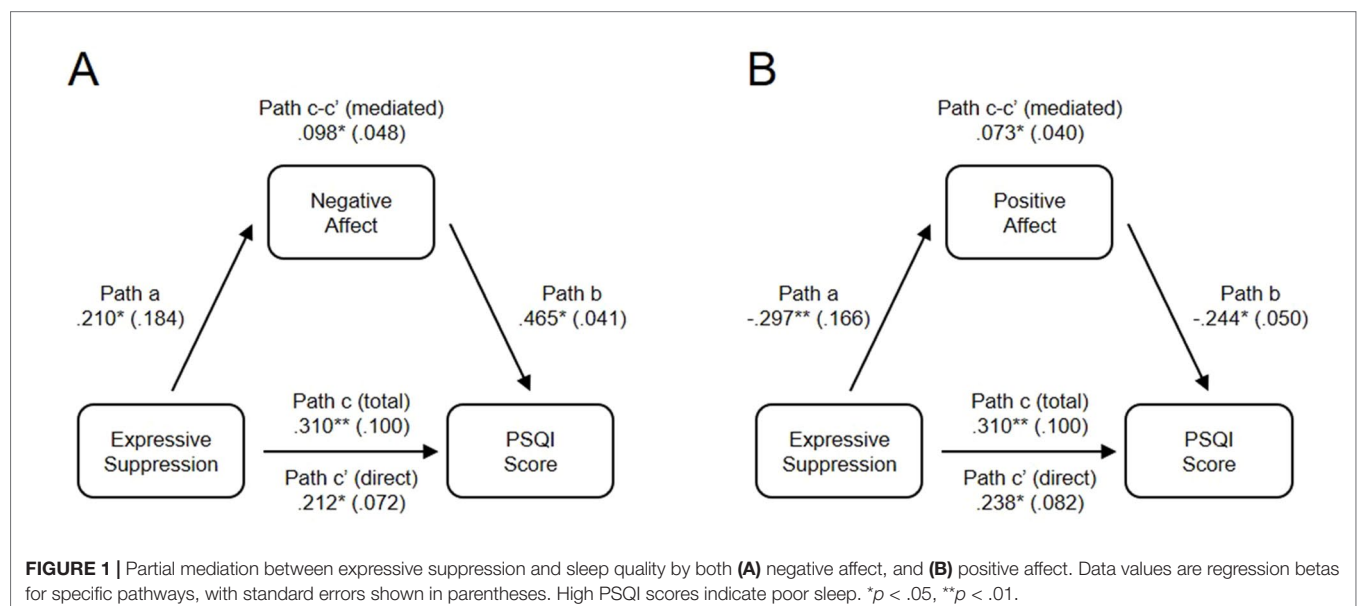 A
Path c-c' (mediated)
.098* (.048)
Negative
Affect
Path a
.210* (.184)
Path b
.465* (.041)
Expressive
Suppression
Path c (total)
.310** (.100)
Path c' (direct)
.212* (.072)
PSQI
Score
B
Path c-c' (mediated)
.073* (.040)
Positive
Affect
Path a
-.297** (.166)
Path b
-.244* (.050)
Expressive
Suppression
Path c (total)
.310** (.100)
Path c' (direct)
.238* (.082)
PSQI
Score
FIGURE 1 | Partial mediation between expressive suppression and sleep quality by both (A) negative affect, and (B) positive affect. Data values are regression betas
for specific pathways, with standard errors shown in parentheses. High PSQI scores indicate poor sleep. *p < .05, **p < .01.